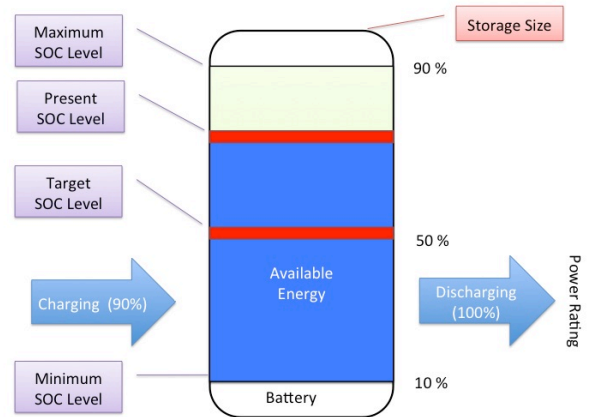 Maximum
SOC Level
Storage Size
90 %
Present
SOC Level
Target
SOC Level
50 %
Available
Energy
Charging (90%)
Discharging
(100%)
Power Rating
Minimum
SOC Level
10 %
Battery